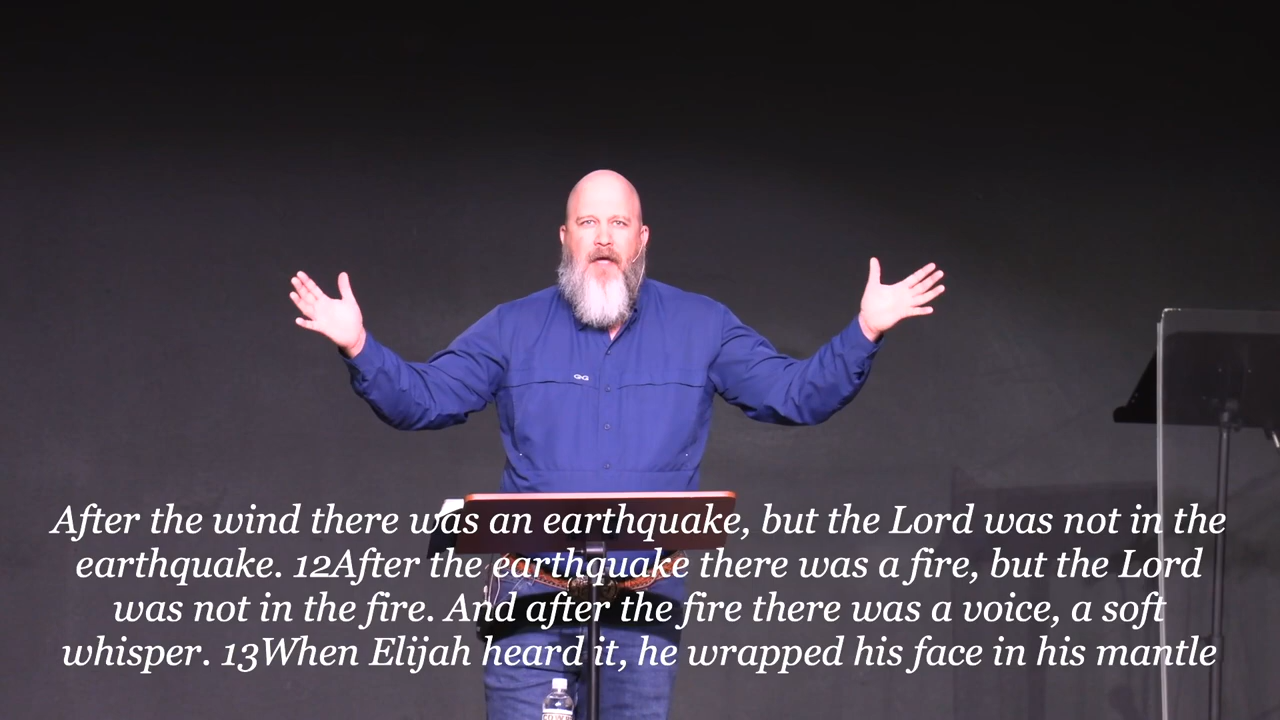 GNG
After the wind there was an earthquake, but the Lord was not in the
earthquake. 12After the earthquake there was a fire, but the Lord
was not in the fire. And after the fire there was a voice, a soft
whisper. 13When Elijah heard it, he wrapped his face in his mantle